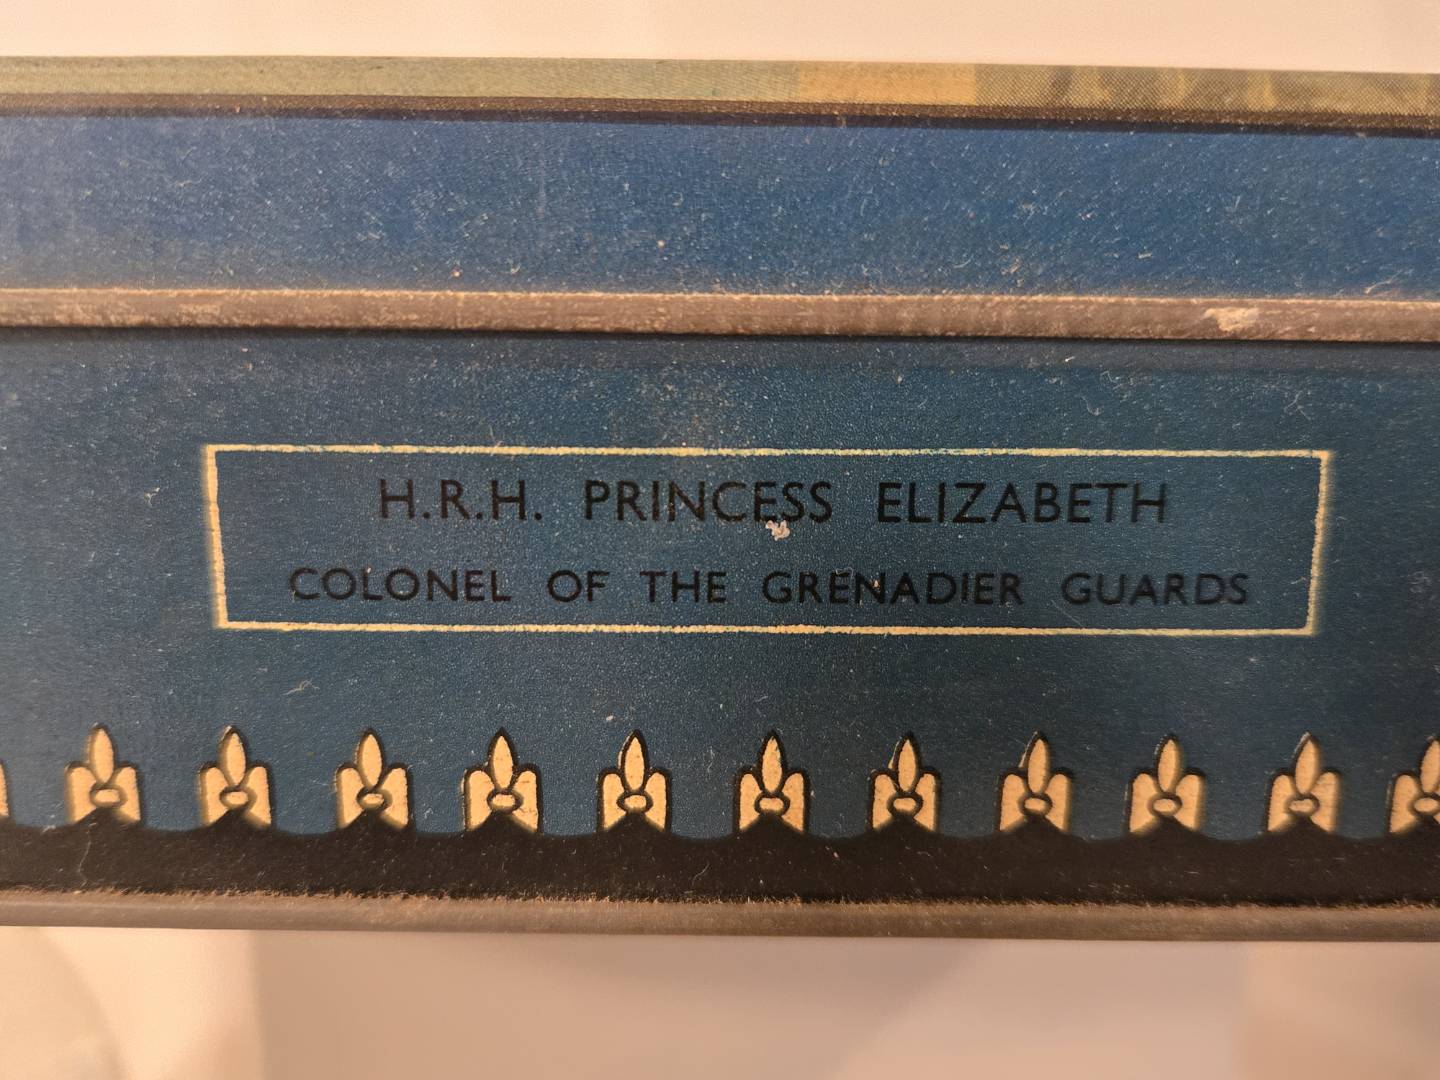 H.R.H. PRINCESS ELIZABETH
COLONEL OF THE GRENADIER GUARDS